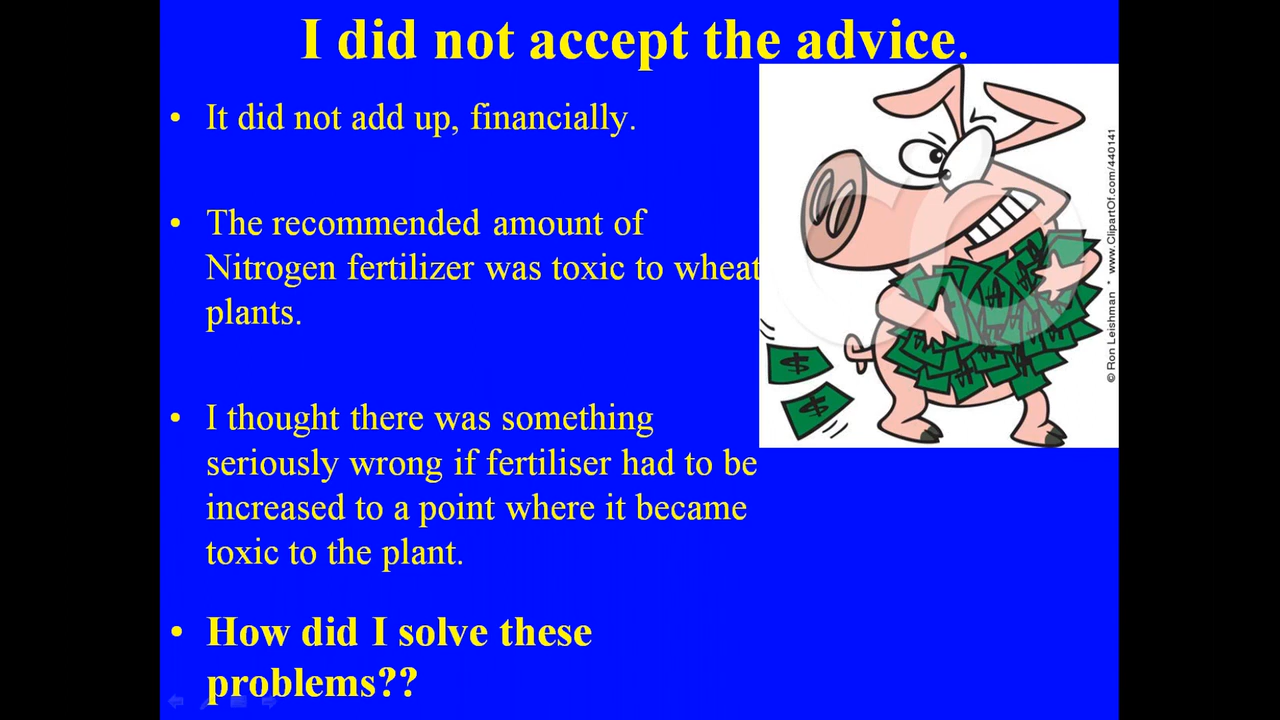 I did not accept the advice.
• It did not add up, financially.
• The recommended amount of
Nitrogen fertilizer was toxic to wheat
plants.
• I thought there was something
seriously wrong if fertiliser had to be
increased to a point where it became
toxic to the plant.
• How did I solve these
problems??
© Ron Leishman * www.ClipartOf.com/440141
$
$